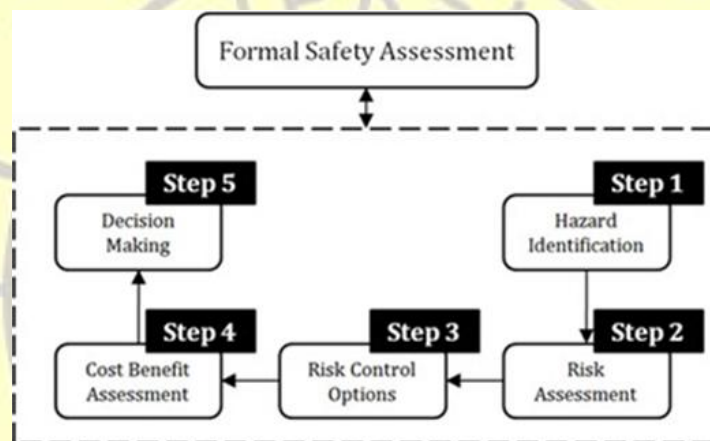 Formal Safety Assessment
Step 5
Decision
Making
Step 1
Hazard
Identification
Step 4
Cost Benefit
Assessment
Step 3
Risk Control
Options
Step 2
Risk
Assessment